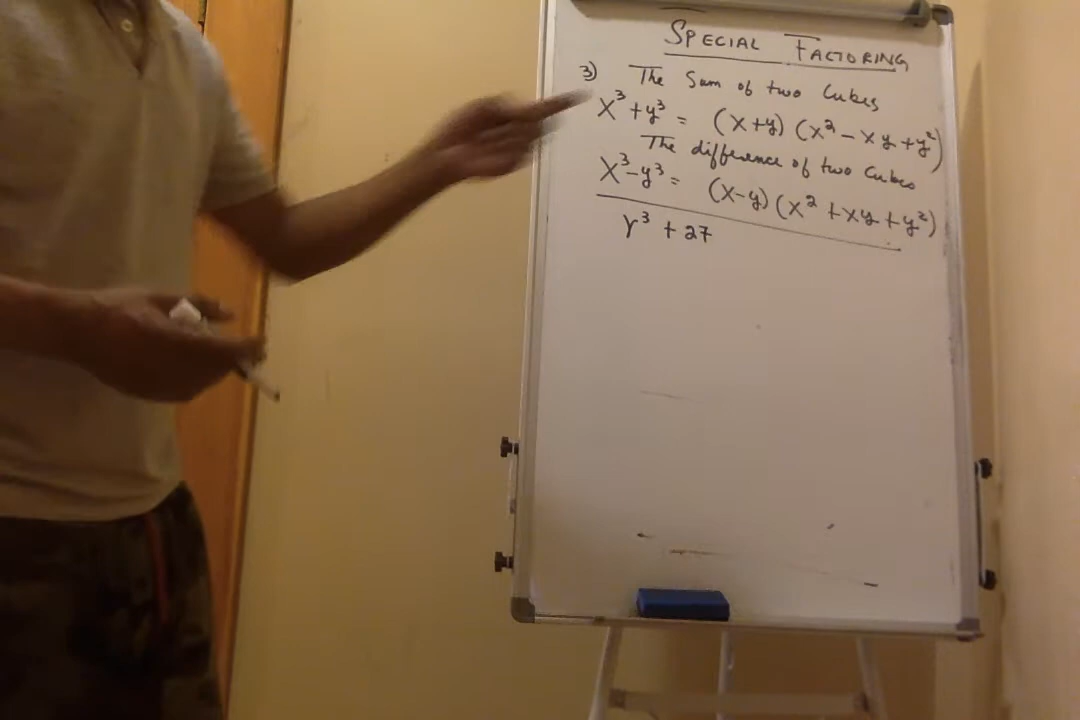 SPECIAL FACTORING
3) The Sum of two Cubes
x³ + y³ = (x+y) (x² - xy + y²)
The difference of two Cubes
x³ - y³ = (x-y) (x² + xy + y²)
r³ + 27